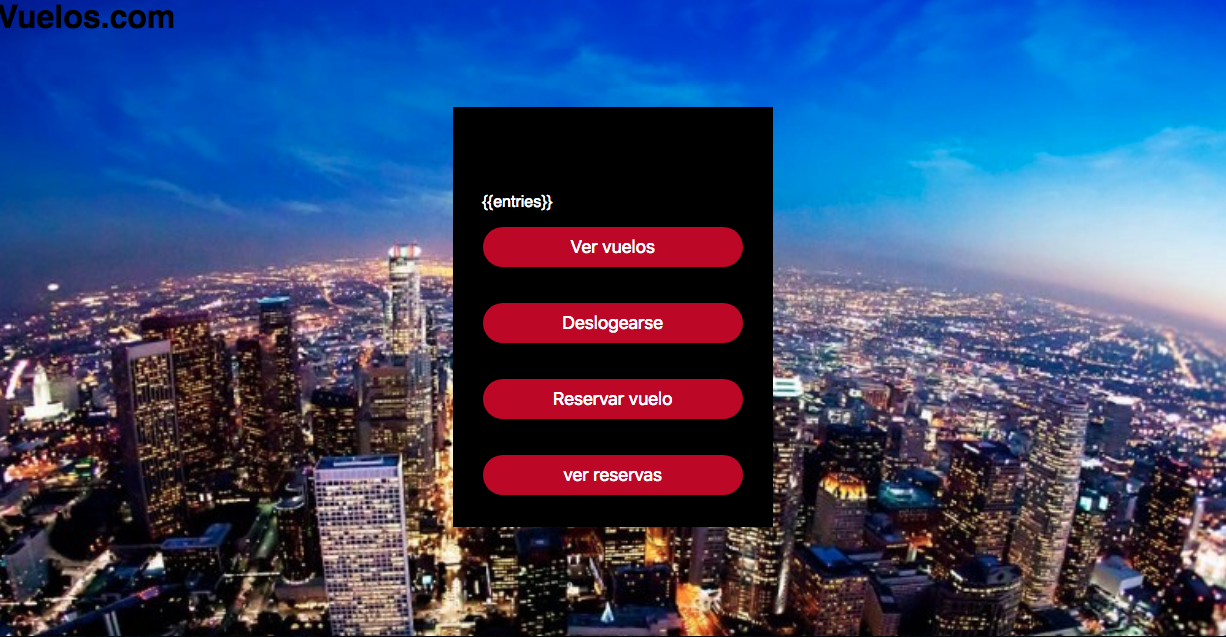 Vuelos.com
{{entries}}
Ver vuelos
Deslogearse
Reservar vuelo
ver reservas